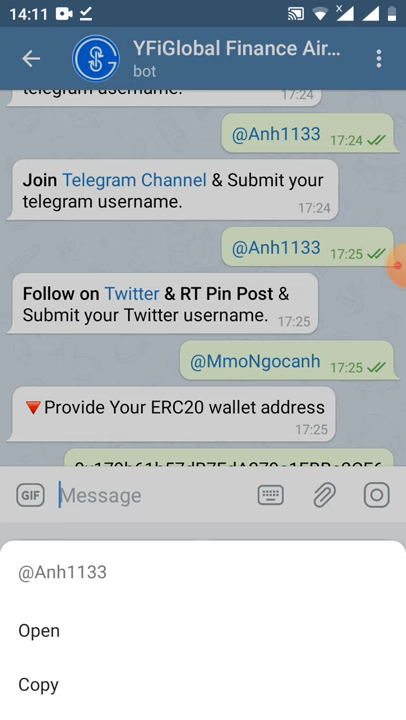 14:11
YFiGlobal Finance Air...
bot
telegram username.
17:24
@Anh1133
17:24
Join Telegram Channel & Submit your
telegram username.
17:24
@Anh1133
17:25
Follow on Twitter & RT Pin Post &
Submit your Twitter username.
17:25
@MmoNgocanh
17:25
Provide Your ERC20 wallet address
17:25
GIF
Message
@Anh1133
Open
Copy